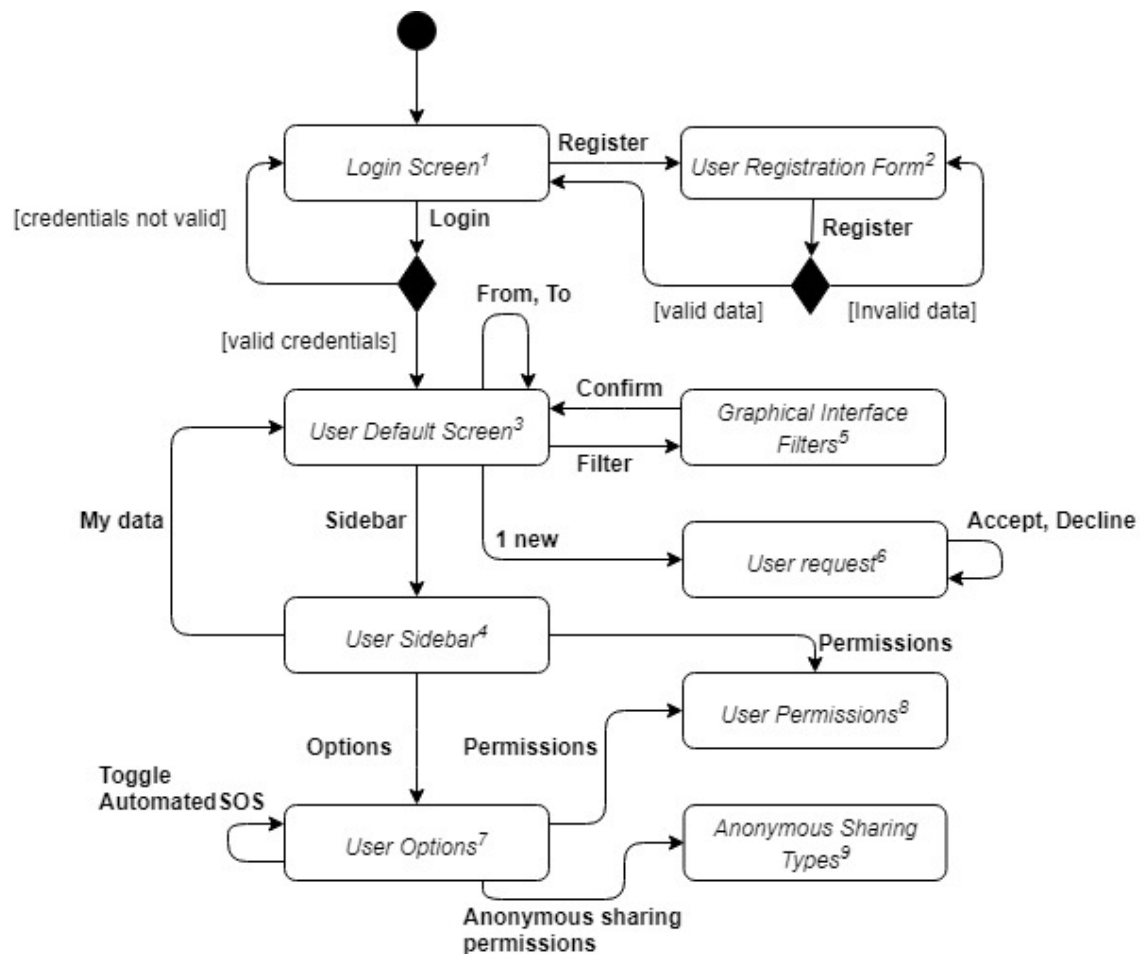 Login Screen1
Register
User Registration Form2
[credentials not valid]
Login
Register
[valid data]
[Invalid data]
From, To
[valid credentials]
User Default Screen3
Confirm
Filter
Graphical Interface
Filters5
My data
Sidebar
1 new
User request6
Accept, Decline
User Sidebar4
Permissions
User Permissions8
Options
Permissions
Toggle
Automated SOS
User Options7
Anonymous Sharing
Types9
Anonymous sharing
permissions